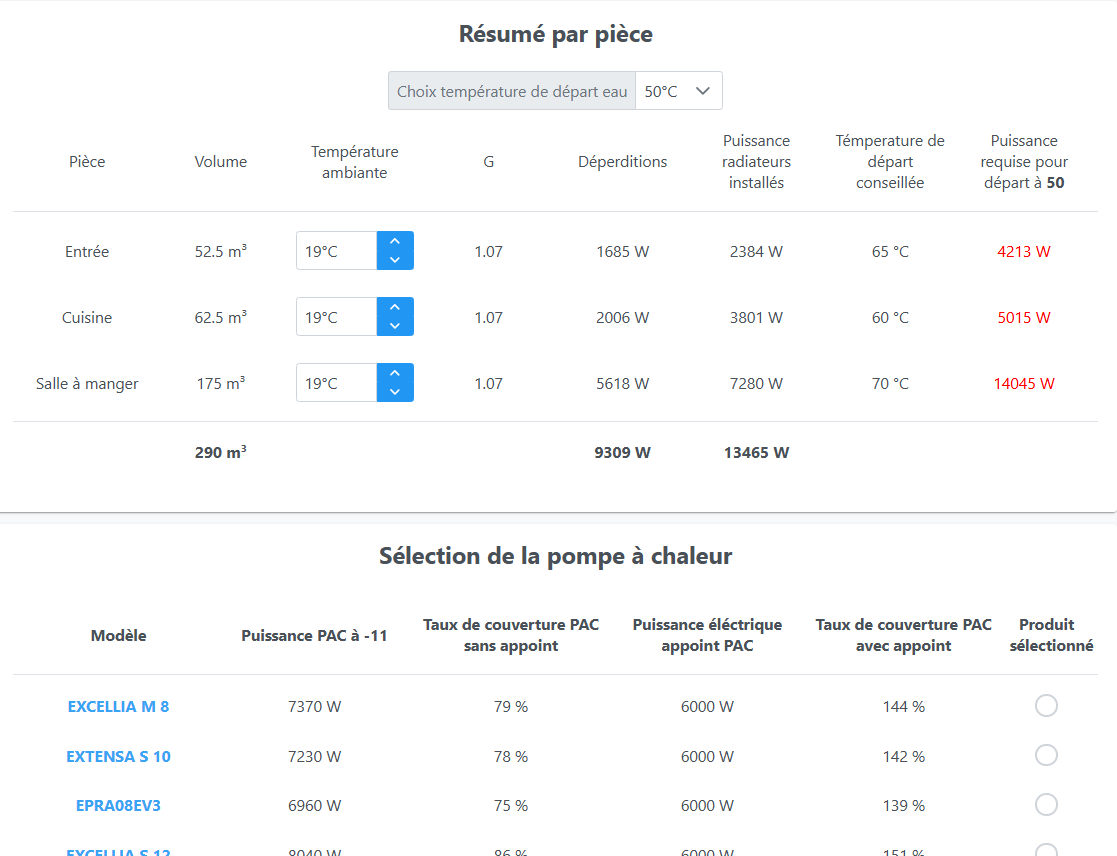 Résumé par pièce
Choix température de départ eau 50°C
Pièce Volume Température ambiante G Déperditions Puissance radiateurs installés Témperature de départ conseillée Puissance requise pour départ à 50
Entrée 52.5 m³ 19°C 1.07 1685 W 2384 W 65 °C 4213 W
Cuisine 62.5 m³ 19°C 1.07 2006 W 3801 W 60 °C 5015 W
Salle à manger 175 m³ 19°C 1.07 5618 W 7280 W 70 °C 14045 W
290 m³ 9309 W 13465 W
Sélection de la pompe à chaleur
Modèle Puissance PAC à -11 Taux de couverture PAC sans appoint Puissance éléctrique appoint PAC Taux de couverture PAC avec appoint Produit sélectionné
EXCELLIA M 8 7370 W 79 % 6000 W 144 %
EXTENSA S 10 7230 W 78 % 6000 W 142 %
EPRA08EV3 6960 W 75 % 6000 W 139 %
EXCELLIA S 12 8040 W 86 % 6000 W 151 %